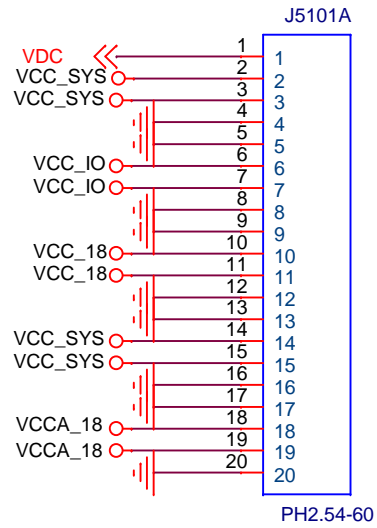 J5101A
VDC 1 1
VCC_SYS 2 2
VCC_SYS 3 3
4 4
5 5
VCC_IO 6 6
VCC_IO 7 7
8 8
9 9
VCC_18 10 10
VCC_18 11 11
12 12
13 13
VCC_SYS 14 14
VCC_SYS 15 15
16 16
17 17
VCCA_18 18 18
VCCA_18 19 19
20 20
PH2.54-60